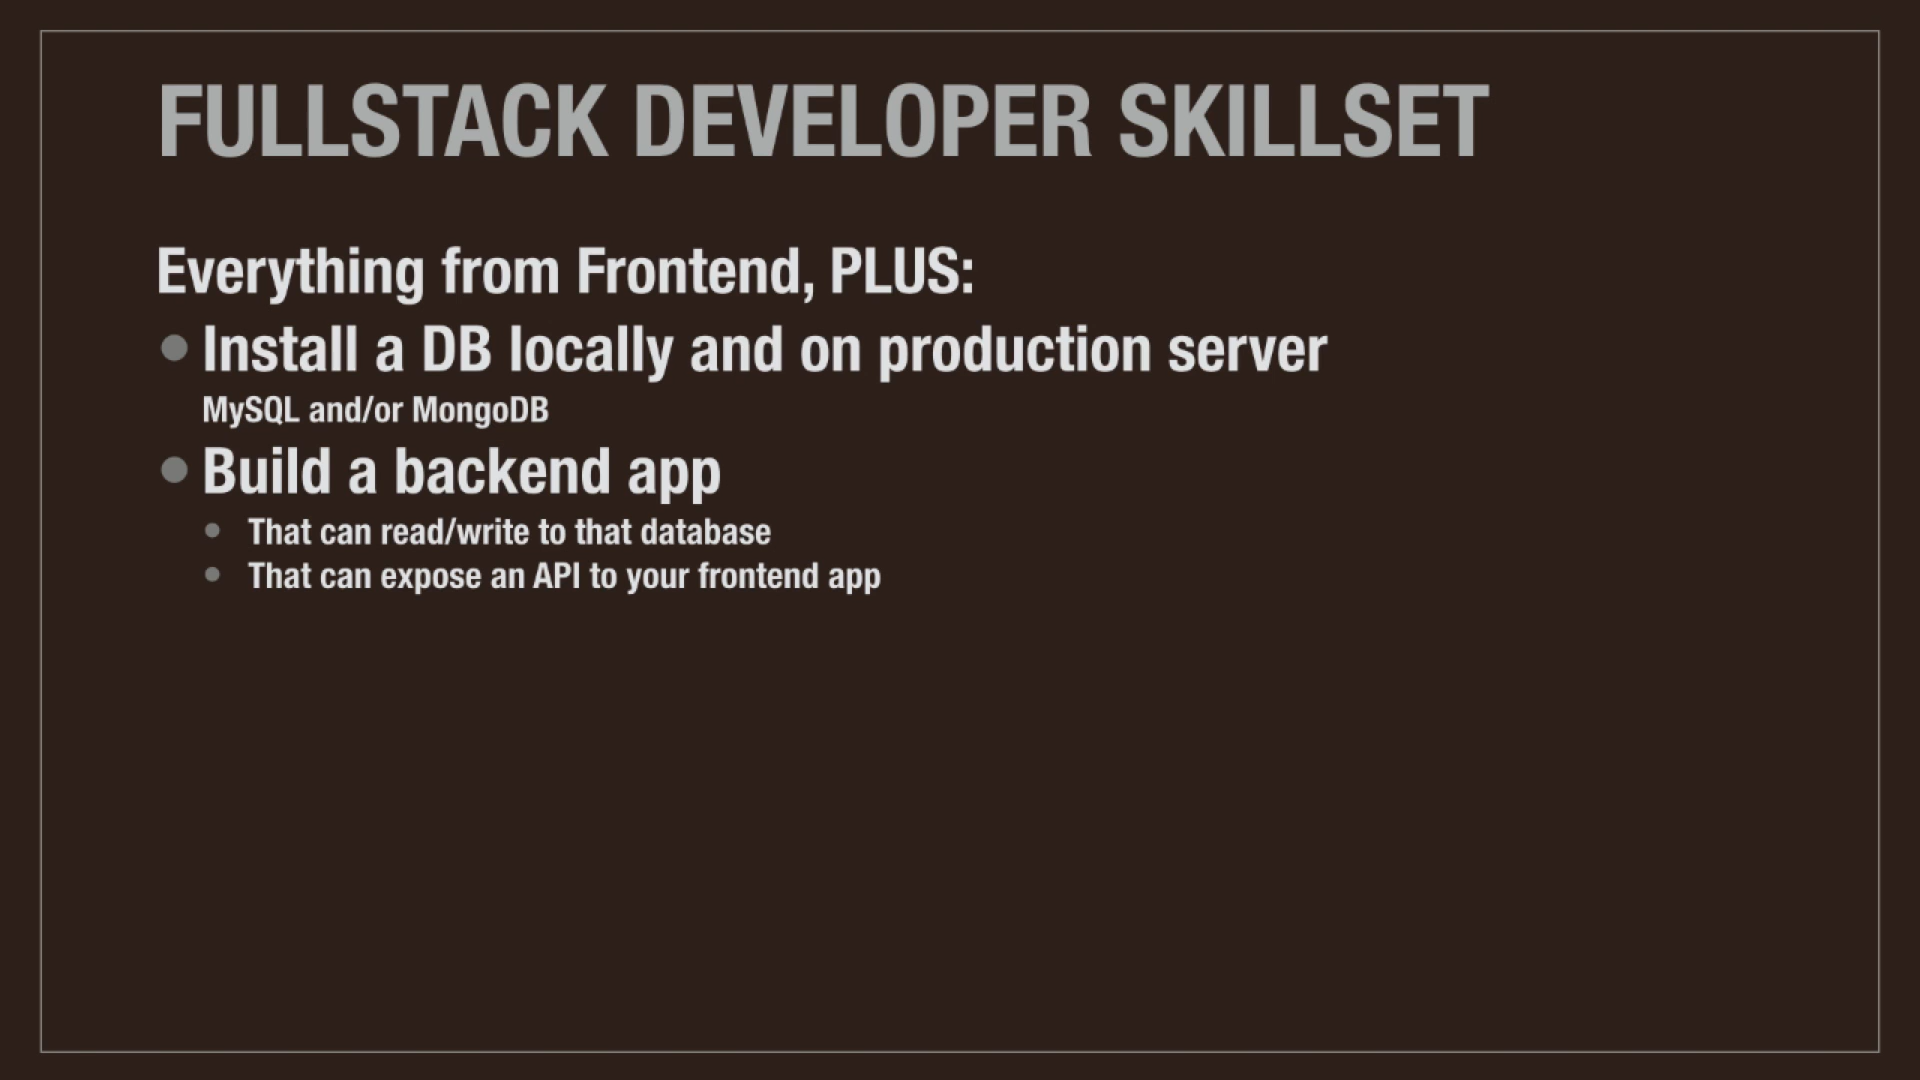 FULLSTACK DEVELOPER SKILLSET
Everything from Frontend, PLUS:
● Install a DB locally and on production server
MySQL and/or MongoDB
● Build a backend app
● That can read/write to that database
● That can expose an API to your frontend app